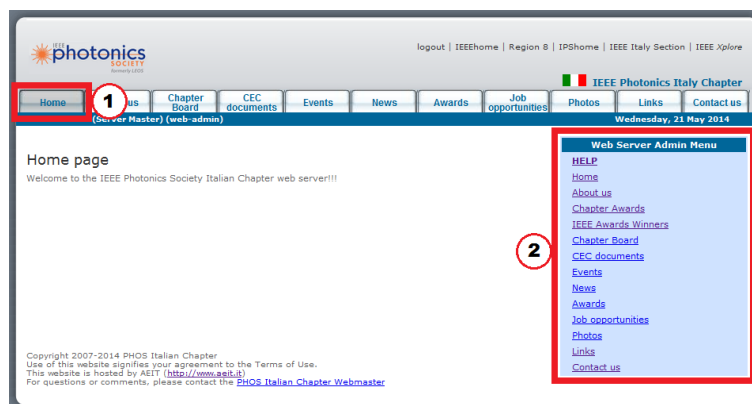 IEEE
photonics
SOCIETY
formerly LEOS
logout | IEEEhome | Region 8 | IPShome | IEEE Italy Section | IEEE Xplore
IEEE Photonics Italy Chapter
Home
1
us
Chapter Board
CEC documents
Events
News
Awards
Job opportunities
Photos
Links
Contact us
(Server Master) (web-admin)
Wednesday, 21 May 2014
Home page
Welcome to the IEEE Photonics Society Italian Chapter web server!!!
2
Web Server Admin Menu
HELP
Home
About us
Chapter Awards
IEEE Awards Winners
Chapter Board
CEC documents
Events
News
Awards
Job opportunities
Photos
Links
Contact us
Copyright 2007-2014 PHOS Italian Chapter
Use of this website signifies your agreement to the Terms of Use.
This website is hosted by AEIT (http://www.aeit.it)
For questions or comments, please contact the PHOS Italian Chapter Webmaster